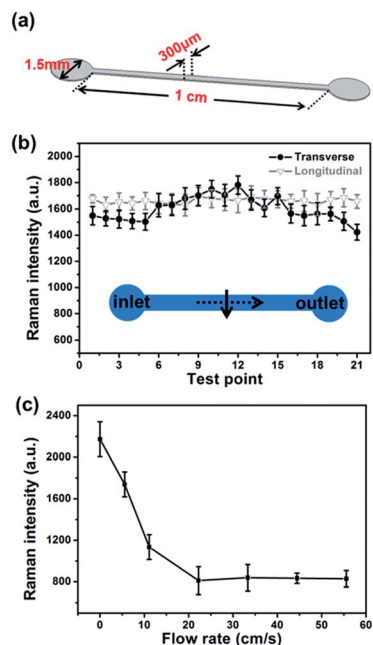 (a)
300μm
1.5mm
1 cm
(b)
2000
1800
1600
1400
1200
1000
800
600
400
Raman intensity (a.u.)
Transverse
Longitudinal
inlet
outlet
0 3 6 9 12 15 18 21
Test point
(c)
2400
2000
1600
1200
800
Raman intensity (a.u.)
0 10 20 30 40 50 60
Flow rate (cm/s)